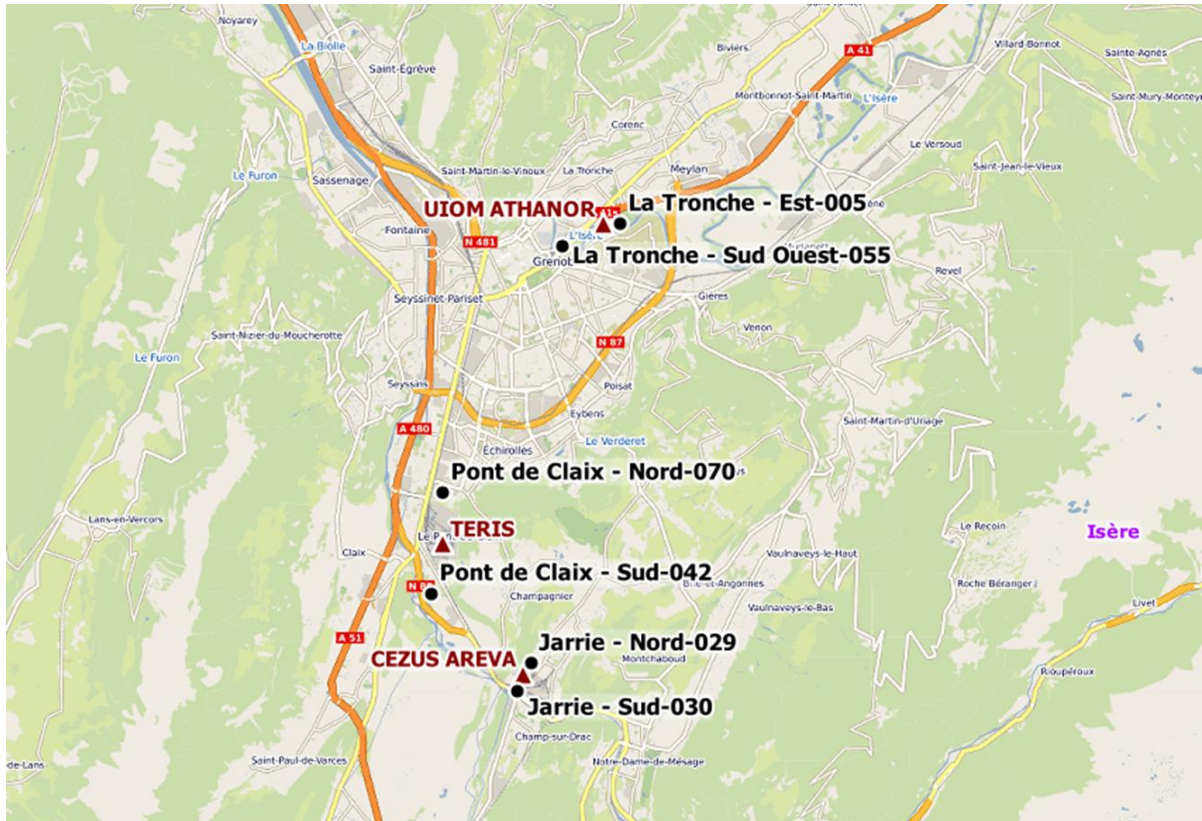 Noyarey
La Biolle
Saint-Égrève
Biviers
A 41
Villard-Bonnot
Sainte-Agnès
Montbonnot-Saint-Martin
L'Isère
Saint-Mury-Monteym
Corenc
Le Versoud
Saint-Martin-le-Vinoux
La Tronche
Meylan
Saint-Jean-le-Vieux
Le Furon
Sassenage
UIOM ATHANOR
La Tronche - Est-005
Fontaine
N 481
L'Isère
La Tronche - Sud Ouest-055
Revel
Seyssinet-Pariset
Gières
Saint-Nizier-du-Moucherotte
Venon
Le Furon
N 87
Seyssins
Poisat
Eybens
Saint-Martin-d'Uriage
A 480
Le Verderet
Échirolles
Pont de Claix - Nord-070
Lans-en-Vercors
TERIS
Le Recoin
Isère
Claix
Vaulnaveys-le-Haut
Pont de Claix - Sud-042
Roche Béranger
Champagnier
Vaulnaveys-le-Bas
Livet
A 51
Jarrie - Nord-029
CEZUS AREVA
Montchaboud
Rioupéroux
Jarrie - Sud-030
Champ-sur-Drac
Saint-Paul-de-Varces
Notre-Dame-de-Mésage
-de-Lans